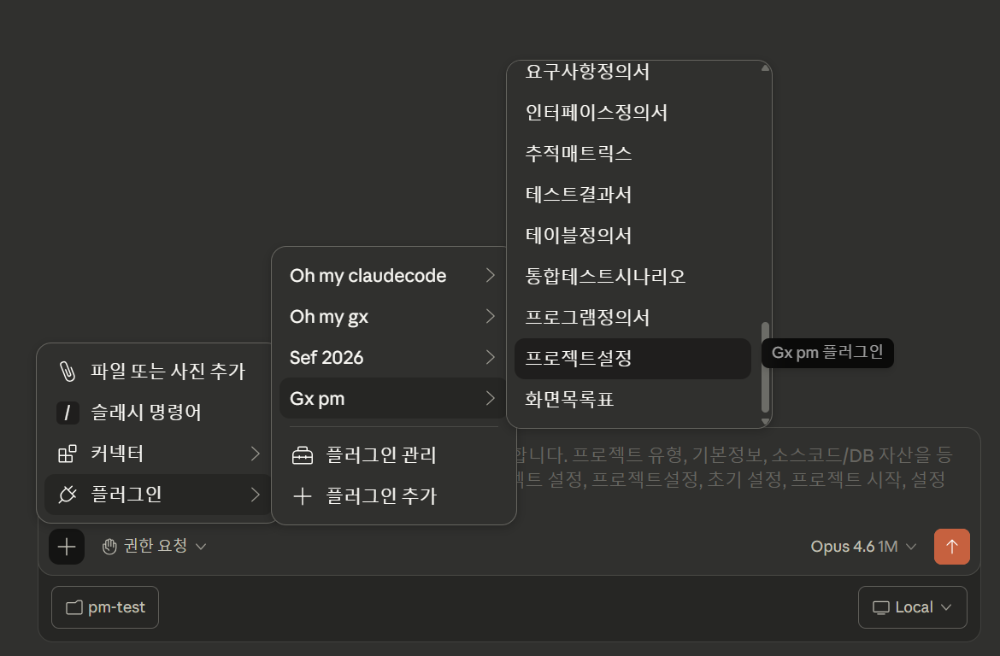 요구사항정의서
인터페이스정의서
추적매트릭스
테스트결과서
테이블정의서
통합테스트시나리오
프로그램정의서
프로젝트설정
화면목록표
Gx pm 플러그인
Oh my claudecode
Oh my gx
Sef 2026
Gx pm
플러그인 관리
플러그인 추가
파일 또는 사진 추가
/ 슬래시 명령어
커넥터
플러그인
합니다. 프로젝트 유형, 기본정보, 소스코드/DB 자산을 등
젝트 설정, 프로젝트설정, 초기 설정, 프로젝트 시작, 설정
권한 요청
Opus 4.6 1M
pm-test
Local